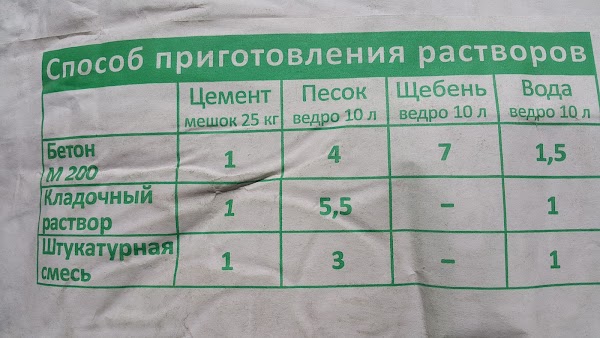 Способ приготовления растворов
Цемент Песок Щебень Вода
мешок 25 кг ведро 10 л ведро 10 л ведро 10 л
Бетон
М 200 1 4 7 1,5
Кладочный
раствор 1 5,5 – 1
Штукатурная
смесь 1 3 – 1